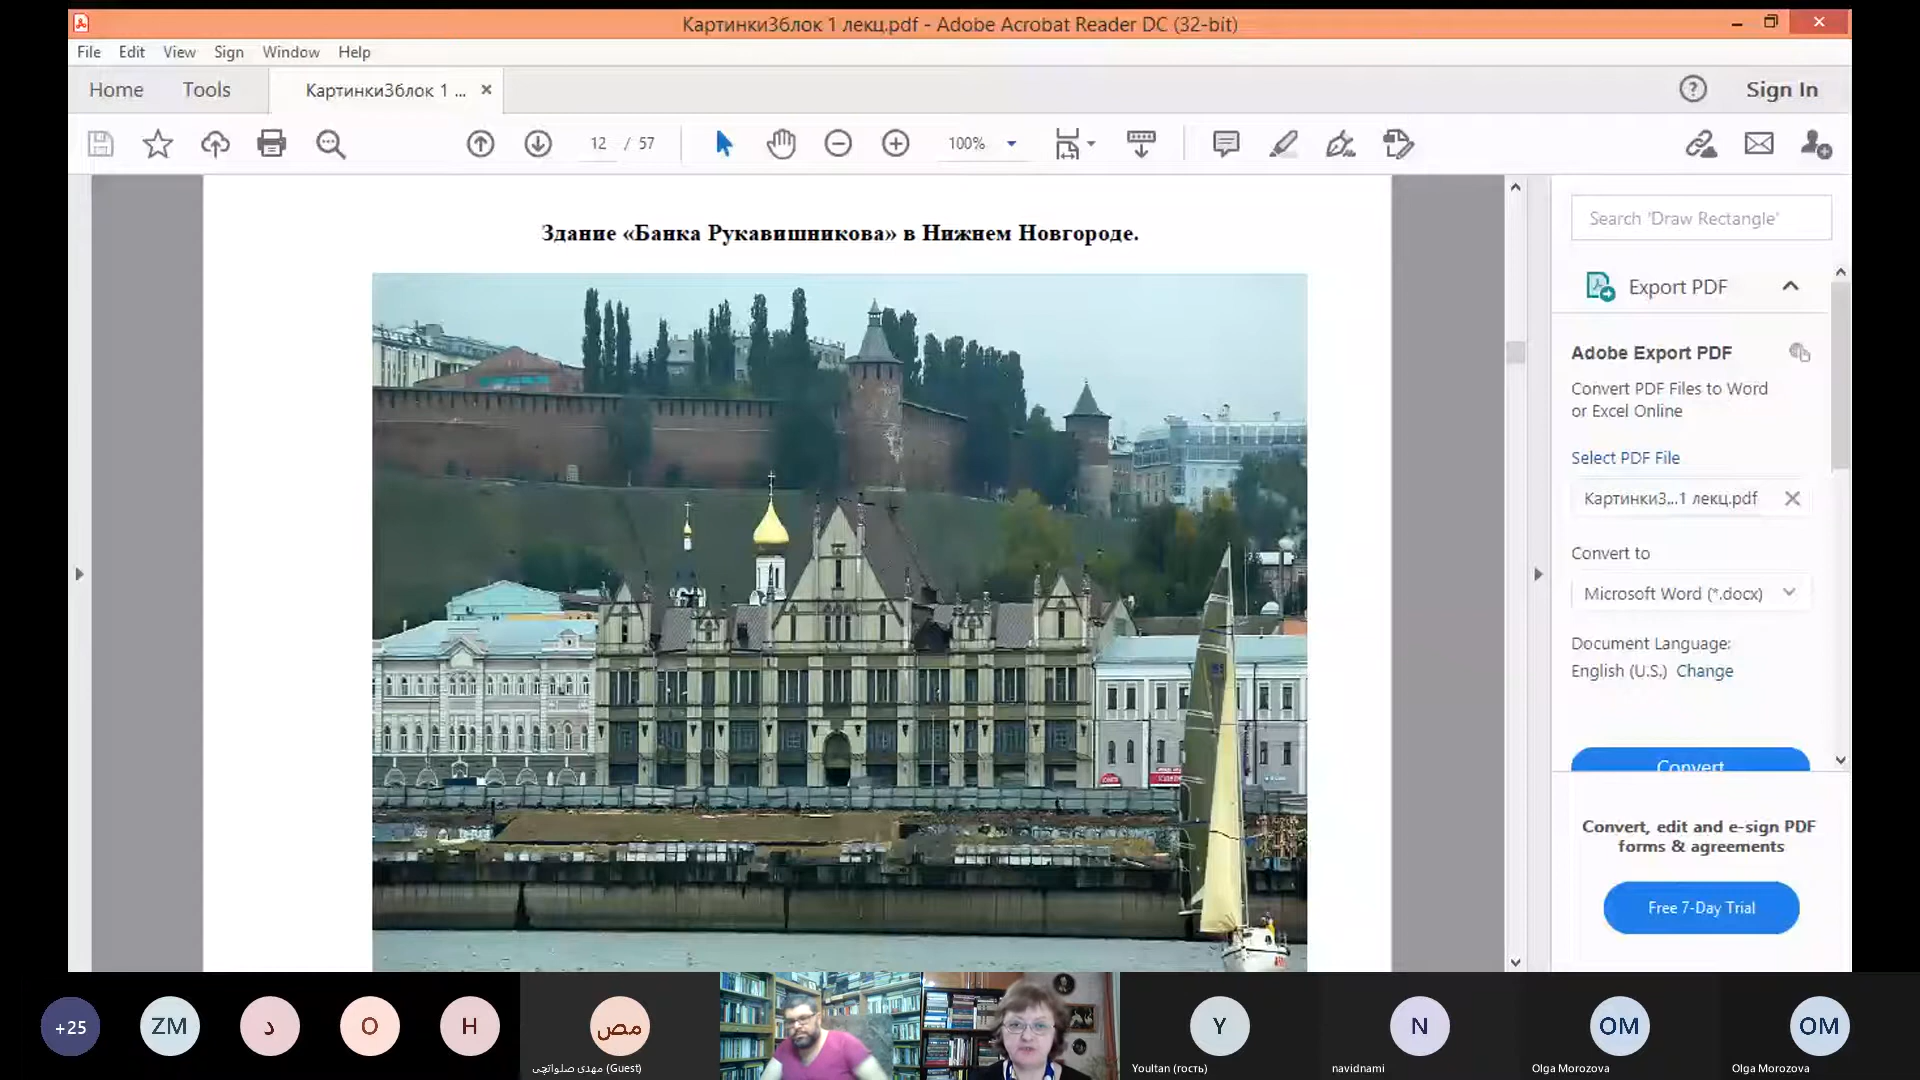 Картинки3блок 1 лекц.pdf - Adobe Acrobat Reader DC (32-bit)
File Edit View Sign Window Help
Home Tools Картинки3блок 1 ...
Sign In
12 / 57 100%
Search 'Draw Rectangle'
Export PDF
Adobe Export PDF
Convert PDF Files to Word
or Excel Online
Select PDF File
Картинки3...1 лекц.pdf
Convert to
Microsoft Word (*.docx)
Document Language:
English (U.S.) Change
Convert
Convert, edit and e-sign PDF
forms & agreements
Free 7-Day Trial
Здание «Банка Рукавишникова» в Нижнем Новгороде.
+25
ZM
د
O
H
مص
Y
N
OM
OM
مهدی صلواتچی (Guest)
Youltan (гость)
navidnami
Olga Morozova
Olga Morozova